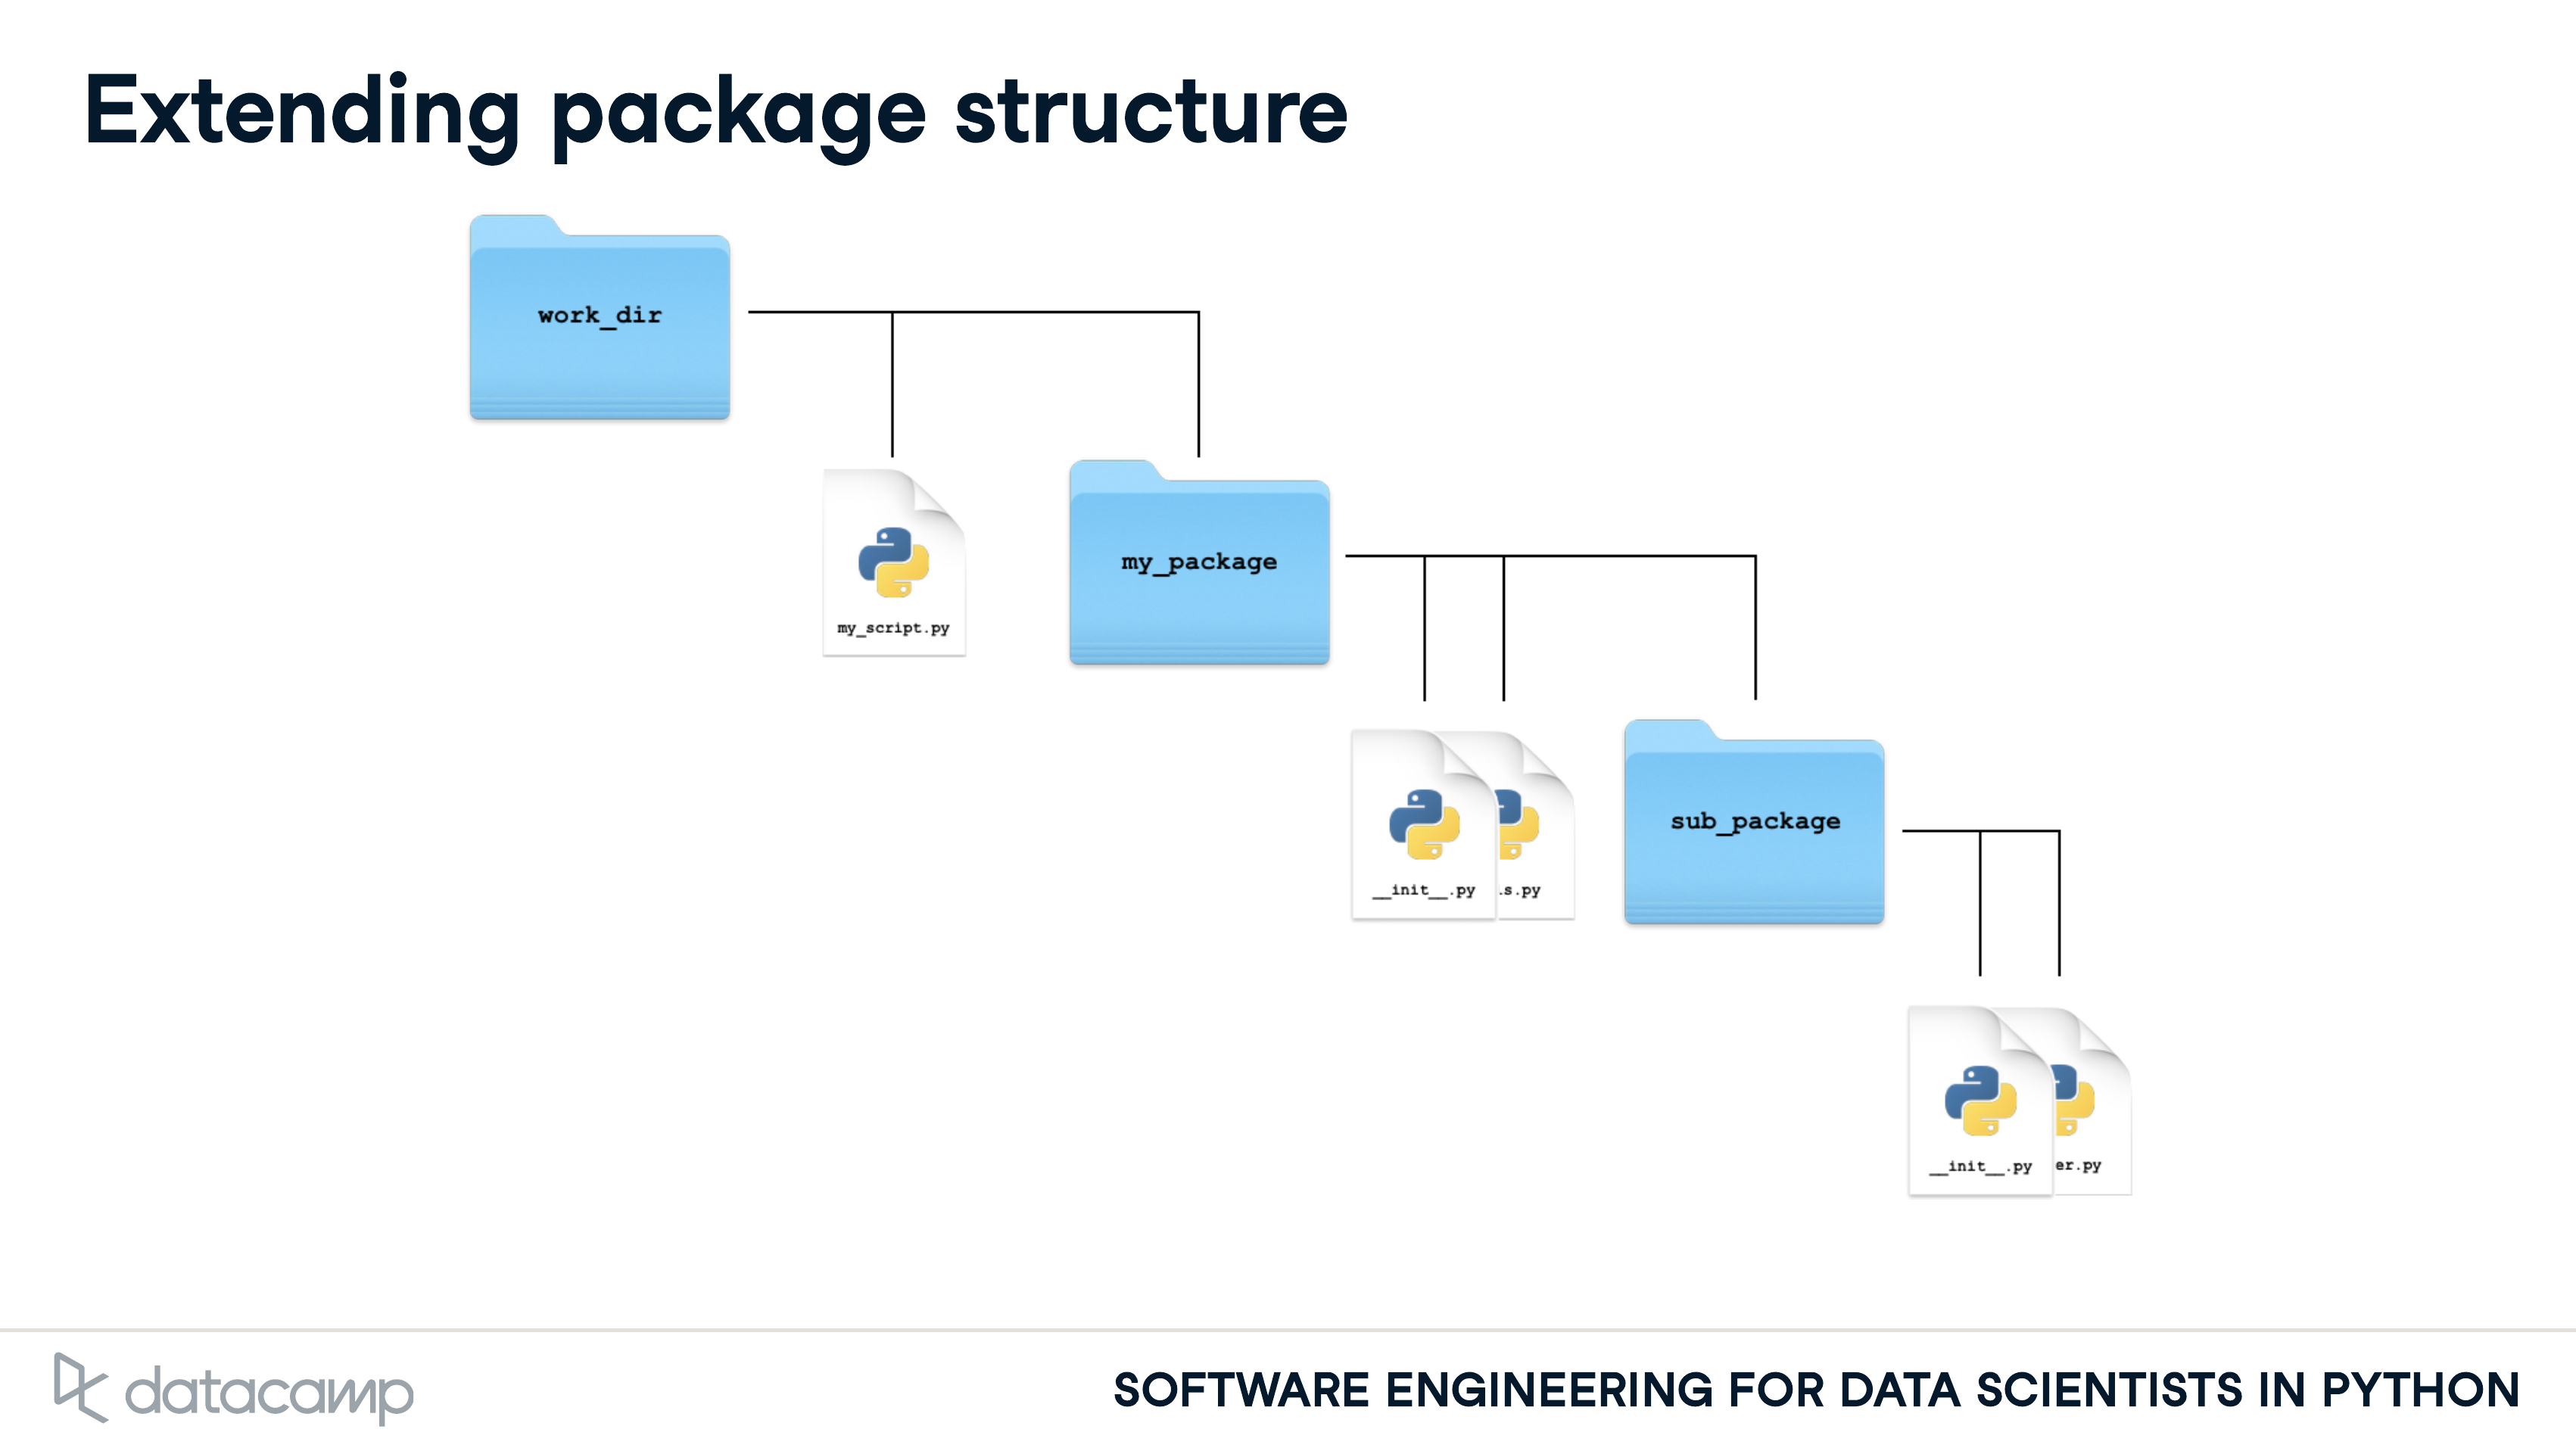 Extending package structure
work_dir
my_script.py
my_package
__init__.py
s.py
sub_package
__init__.py
er.py
datacamp
SOFTWARE ENGINEERING FOR DATA SCIENTISTS IN PYTHON